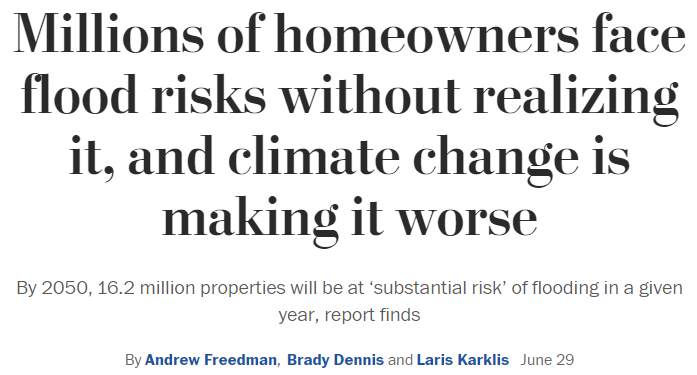 Millions of homeowners face
flood risks without realizing
it, and climate change is
making it worse
By 2050, 16.2 million properties will be at ‘substantial risk’ of flooding in a given
year, report finds
By Andrew Freedman, Brady Dennis and Laris Karklis June 29